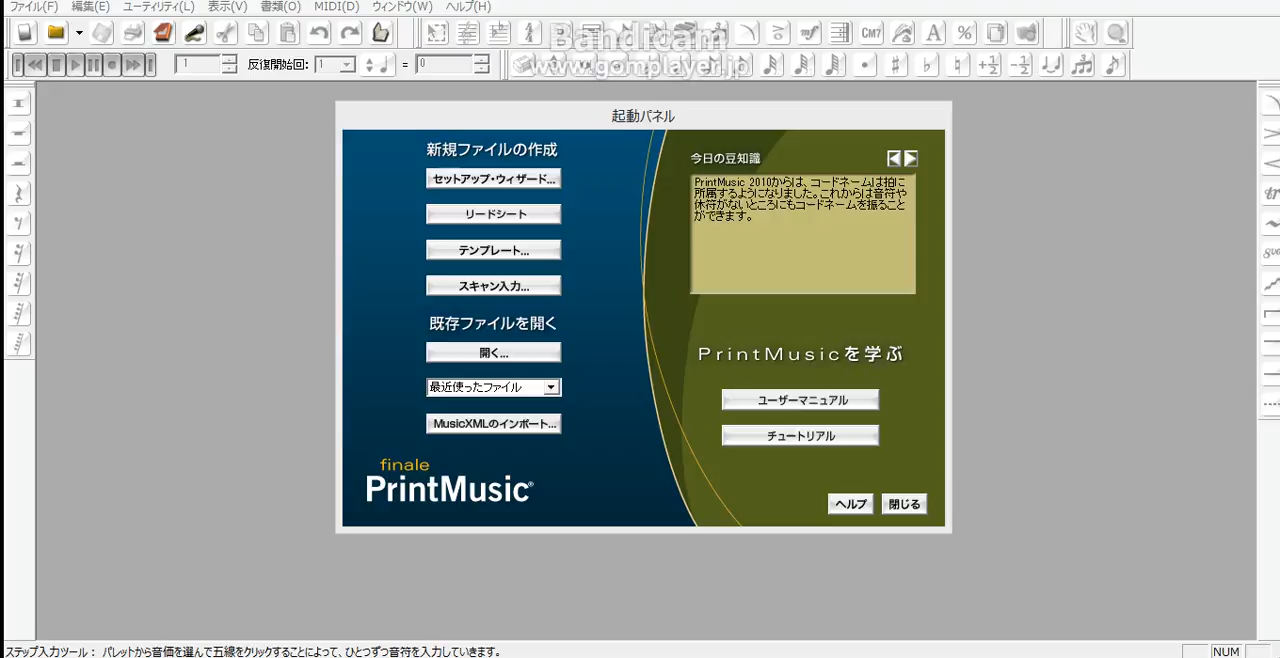 ファイル(F) 編集(E) ユーティリティ(L) 表示(V) 書類(O) MIDI(D) ウィンドウ(W) ヘルプ(H)
Bandicam
CM7 A %
1 反復開始回: 1 = 0
www.gomplayer.jp
+1/2 -1/2
起動パネル
新規ファイルの作成
セットアップ・ウィザード...
リードシート
テンプレート...
スキャン入力...
既存ファイルを開く
開く...
最近使ったファイル
MusicXMLのインポート...
finale
PrintMusic®
今日の豆知識
PrintMusic 2010からは、コードネームは拍に
所属するようになりました。これからは音符や
休符がないところにもコードネームを振ること
ができます。
PrintMusicを学ぶ
ユーザーマニュアル
チュートリアル
ヘルプ 閉じる
tr
ステップ入力ツール： パレットから音価を選んで五線をクリックすることによって、ひとつずつ音符を入力していきます。
NUM